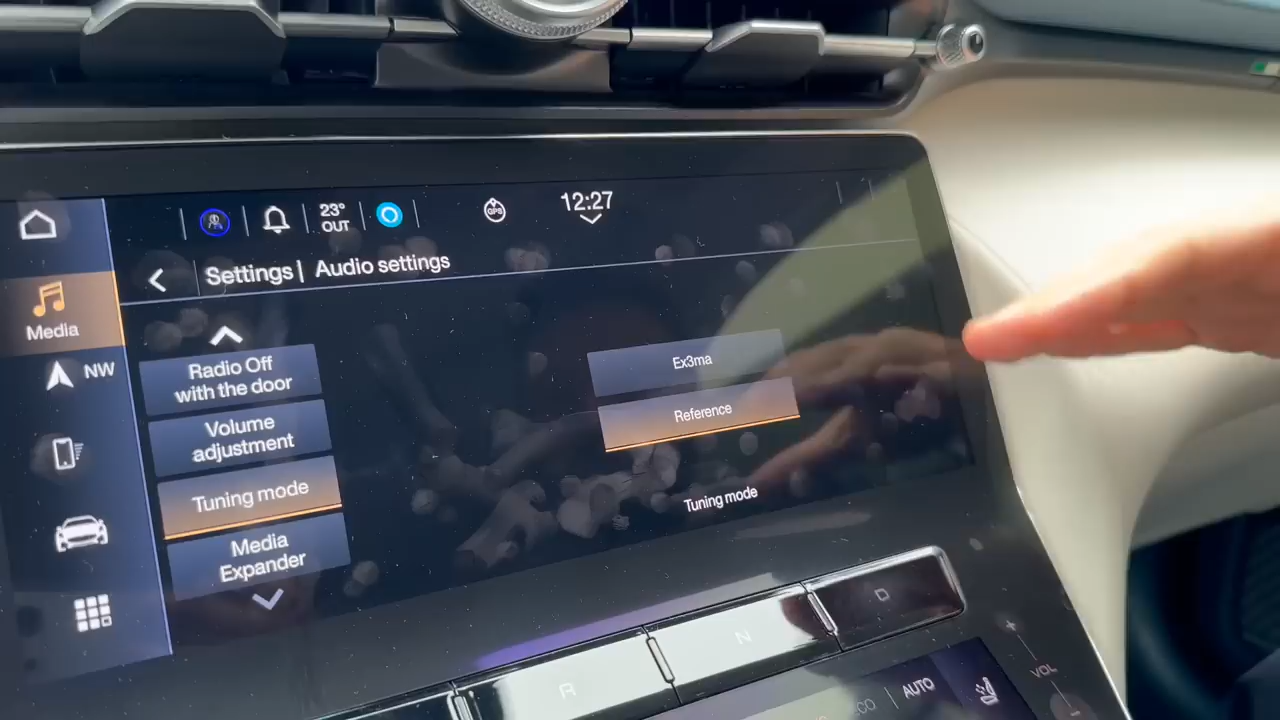 23°
OUT
GPS
12:27
Settings | Audio settings
Media
NW
Radio Off
with the door
Volume
adjustment
Tuning mode
Media
Expander
Ex3ma
Reference
Tuning mode
R
N
D
+
VOL
-
AUTO